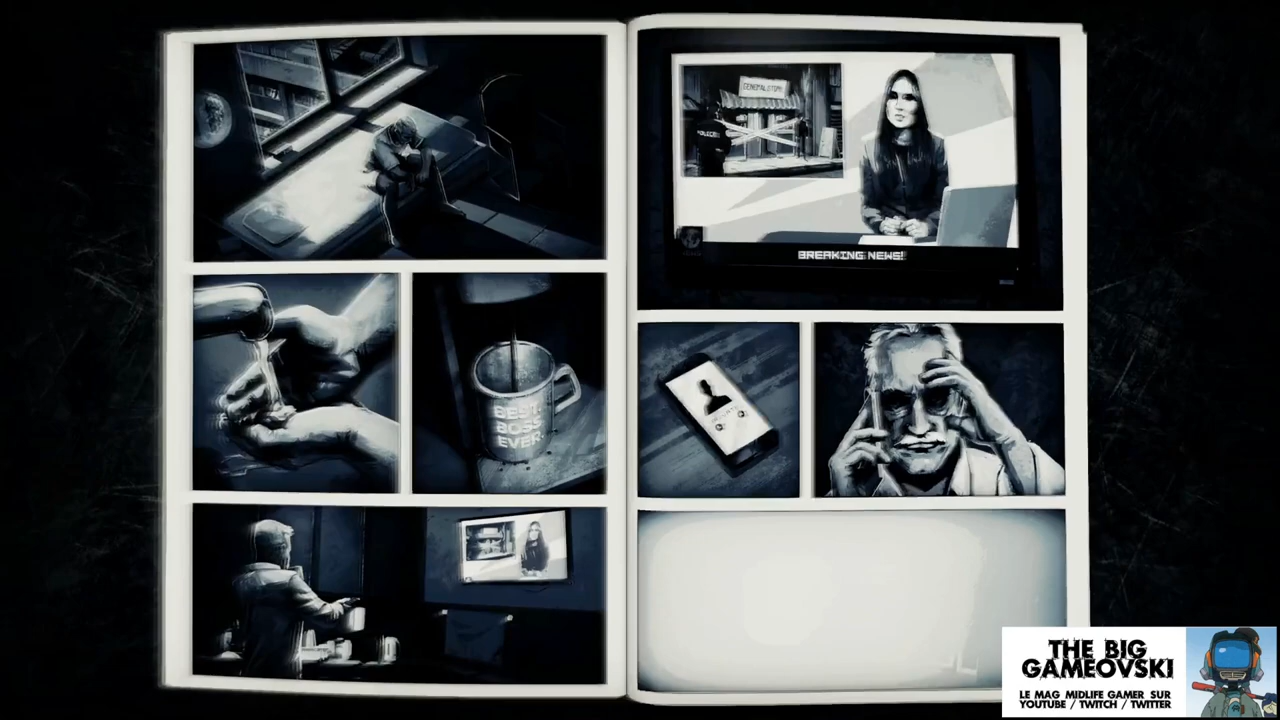 GENERAL STORE
POLICE
BREAKING NEWS!
BEST
BOSS
EVER.
THE BIG
GAMEOVSKI
LE MAG MIDLIFE GAMER SUR
YOUTUBE / TWITCH / TWITTER